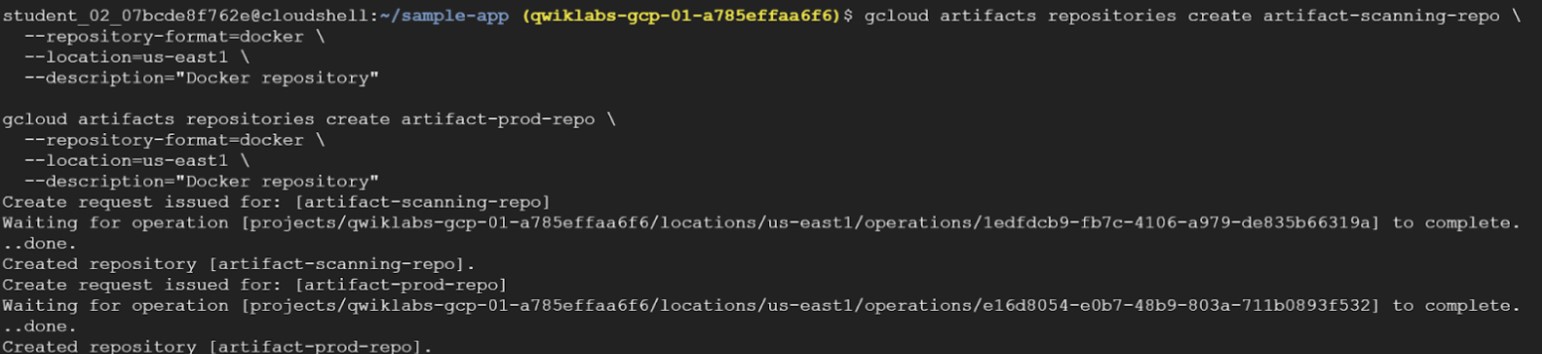 student_02_07bcde8f762e@cloudshell:~/sample-app (qwiklabs-gcp-01-a785effaa6f6)$ gcloud artifacts repositories create artifact-scanning-repo \
  --repository-format=docker \
  --location=us-east1 \
  --description="Docker repository"

gcloud artifacts repositories create artifact-prod-repo \
  --repository-format=docker \
  --location=us-east1 \
  --description="Docker repository"
Create request issued for: [artifact-scanning-repo]
Waiting for operation [projects/qwiklabs-gcp-01-a785effaa6f6/locations/us-east1/operations/1edfdcb9-fb7c-4106-a979-de835b66319a] to complete.
..done.
Created repository [artifact-scanning-repo].
Create request issued for: [artifact-prod-repo]
Waiting for operation [projects/qwiklabs-gcp-01-a785effaa6f6/locations/us-east1/operations/e16d8054-e0b7-48b9-803a-711b0893f532] to complete.
..done.
Created repository [artifact-prod-repo].